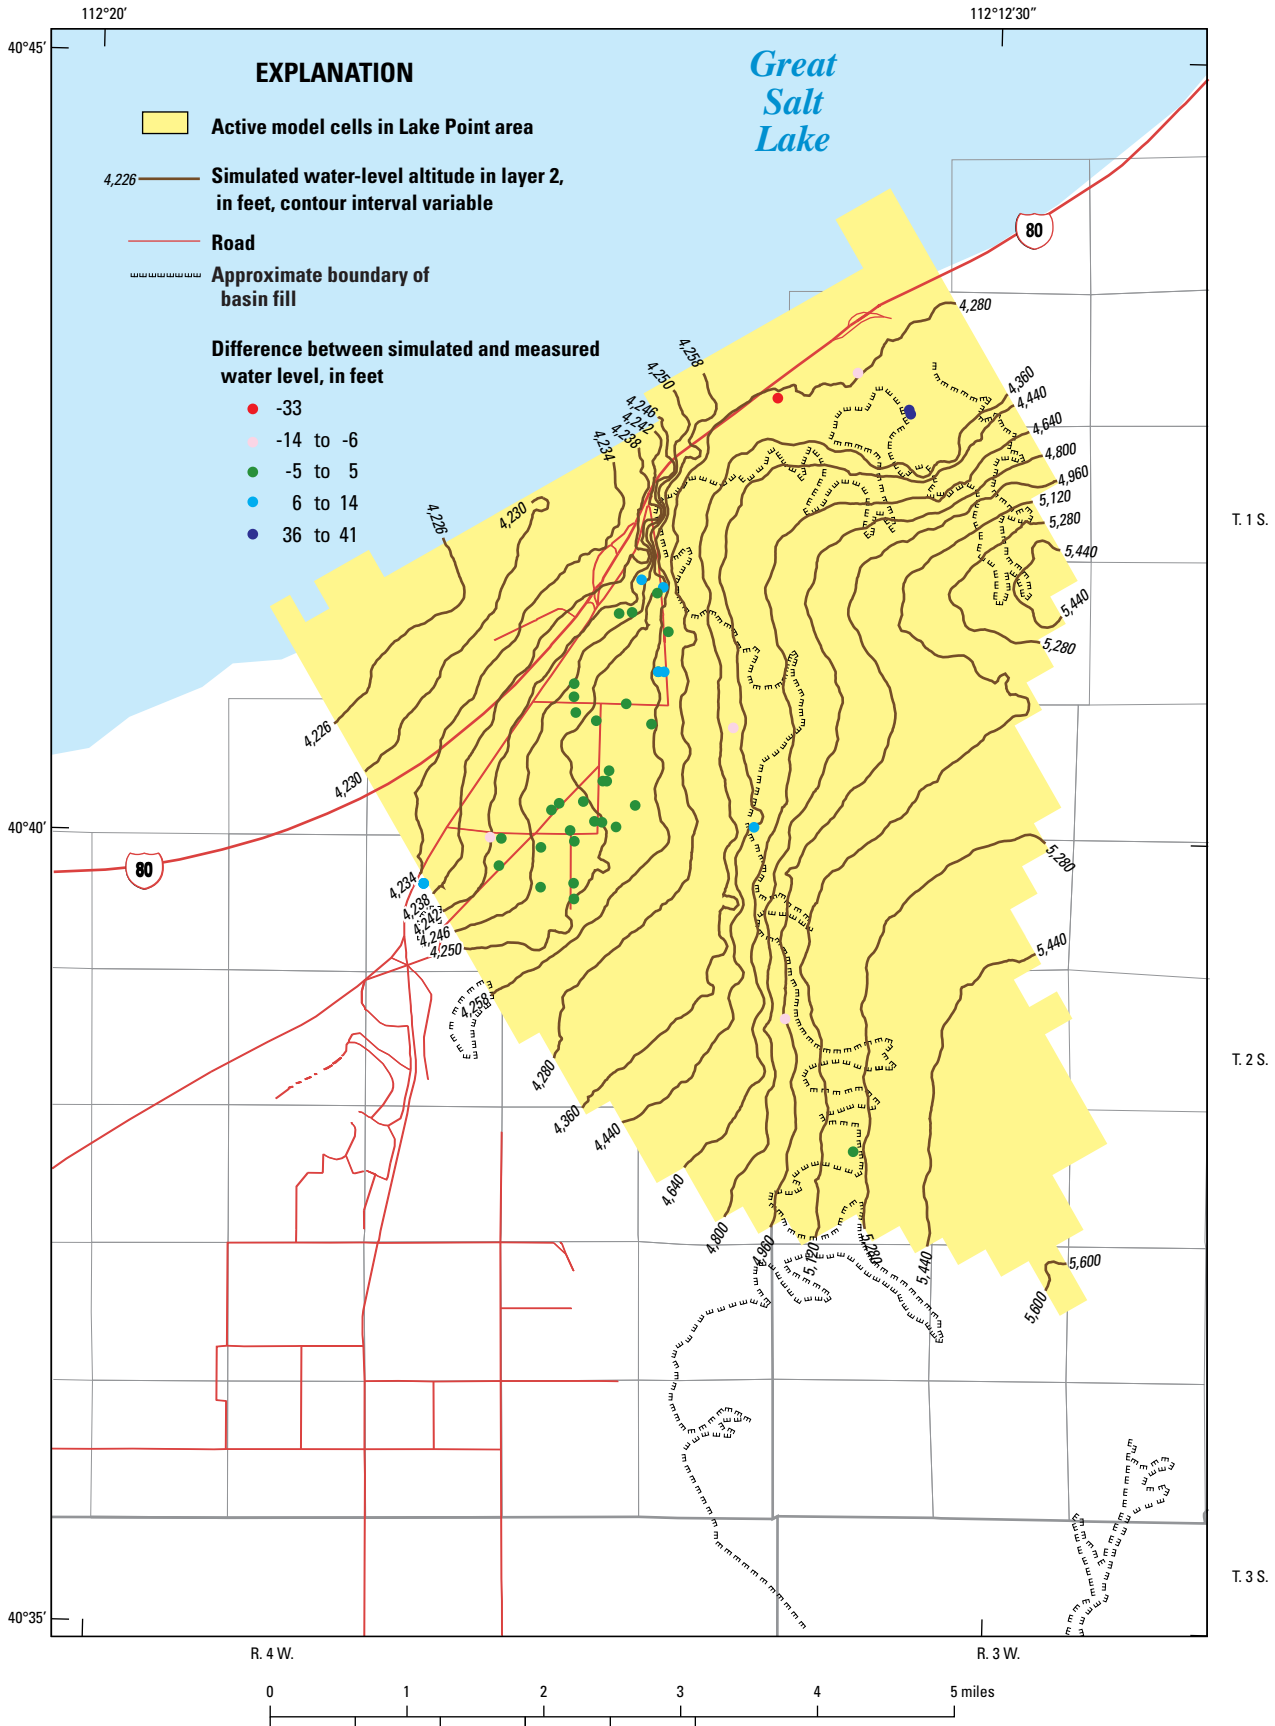 112°20'
112°12'30"
40°45'
EXPLANATION
Active model cells in Lake Point area
4,226
Simulated water-level altitude in layer 2,
in feet, contour interval variable
Road
Approximate boundary of
basin fill
Difference between simulated and measured
water level, in feet
-33
-14 to -6
-5 to 5
6 to 14
36 to 41
Great
Salt
Lake
80
4,280
4,258
4,250
4,246
4,242
4,238
4,234
4,230
4,226
4,360
4,440
4,640
4,800
4,960
5,120
5,280
5,440
5,440
5,280
T. 1 S.
4,226
4,230
40°40'
80
4,234
4,238
4,242
4,246
4,250
4,258
4,280
4,360
4,440
4,640
4,800
4,960
5,120
5,280
5,440
5,600
5,600
5,280
5,440
T. 2 S.
T. 3 S.
40°35'
R. 4 W.
R. 3 W.
0 1 2 3 4 5 miles